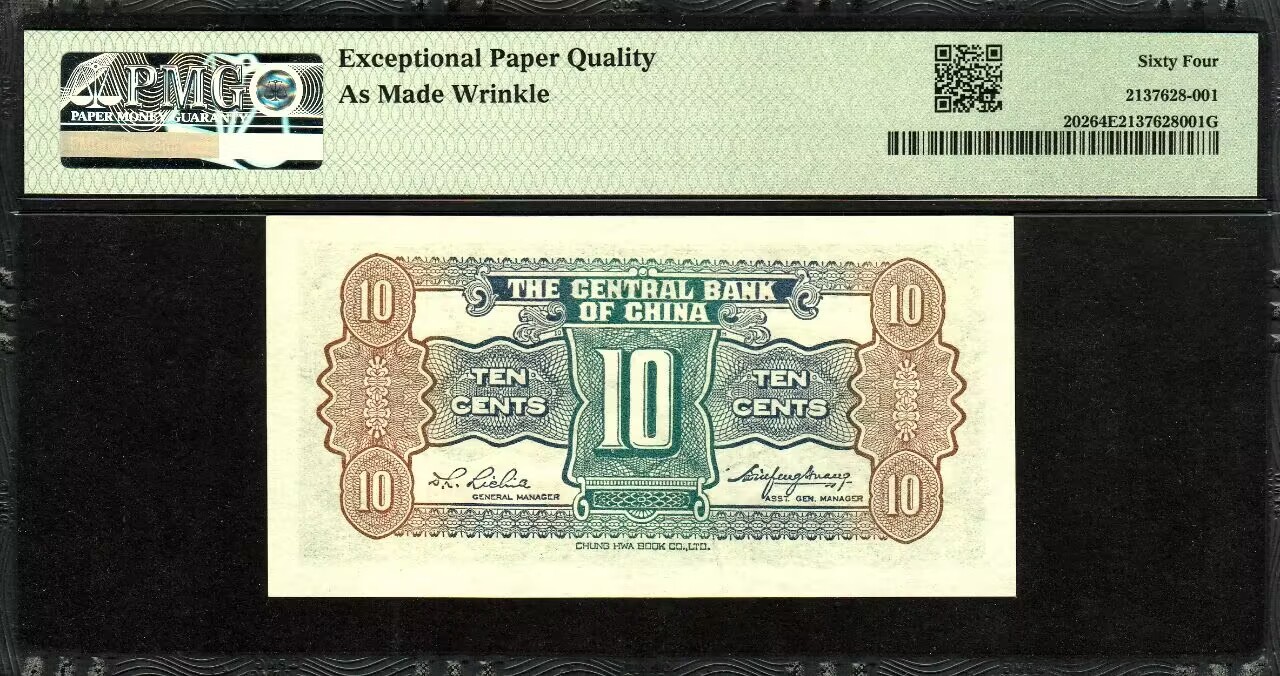 PMG
PAPER MONEY GUARANTY
Exceptional Paper Quality
As Made Wrinkle
Sixty Four
2137628-001
20264E2137628001G
THE CENTRAL BANK
OF CHINA
10
10
TEN
CENTS
10
TEN
CENTS
GENERAL MANAGER
ASST. GEN. MANAGER
10
10
CHUNG HWA BOOK CO.,LTD.